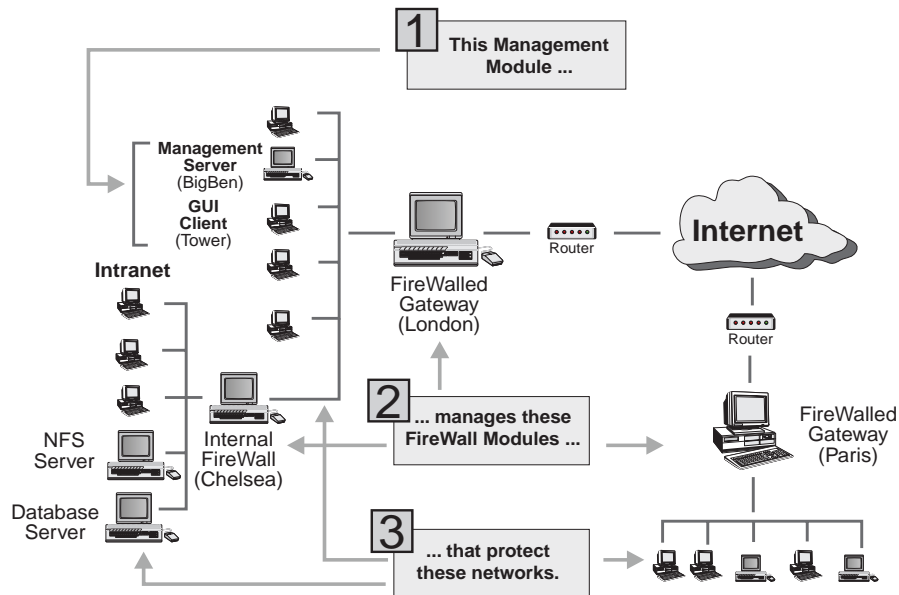 1
This Management
Module ...
Management
Server
(BigBen)
GUI
Client
(Tower)
Intranet
FireWalled
Gateway
(London)
Router
Internet
Router
2
... manages these
FireWall Modules ...
FireWalled
Gateway
(Paris)
NFS
Server
Internal
FireWall
(Chelsea)
Database
Server
3
... that protect
these networks.